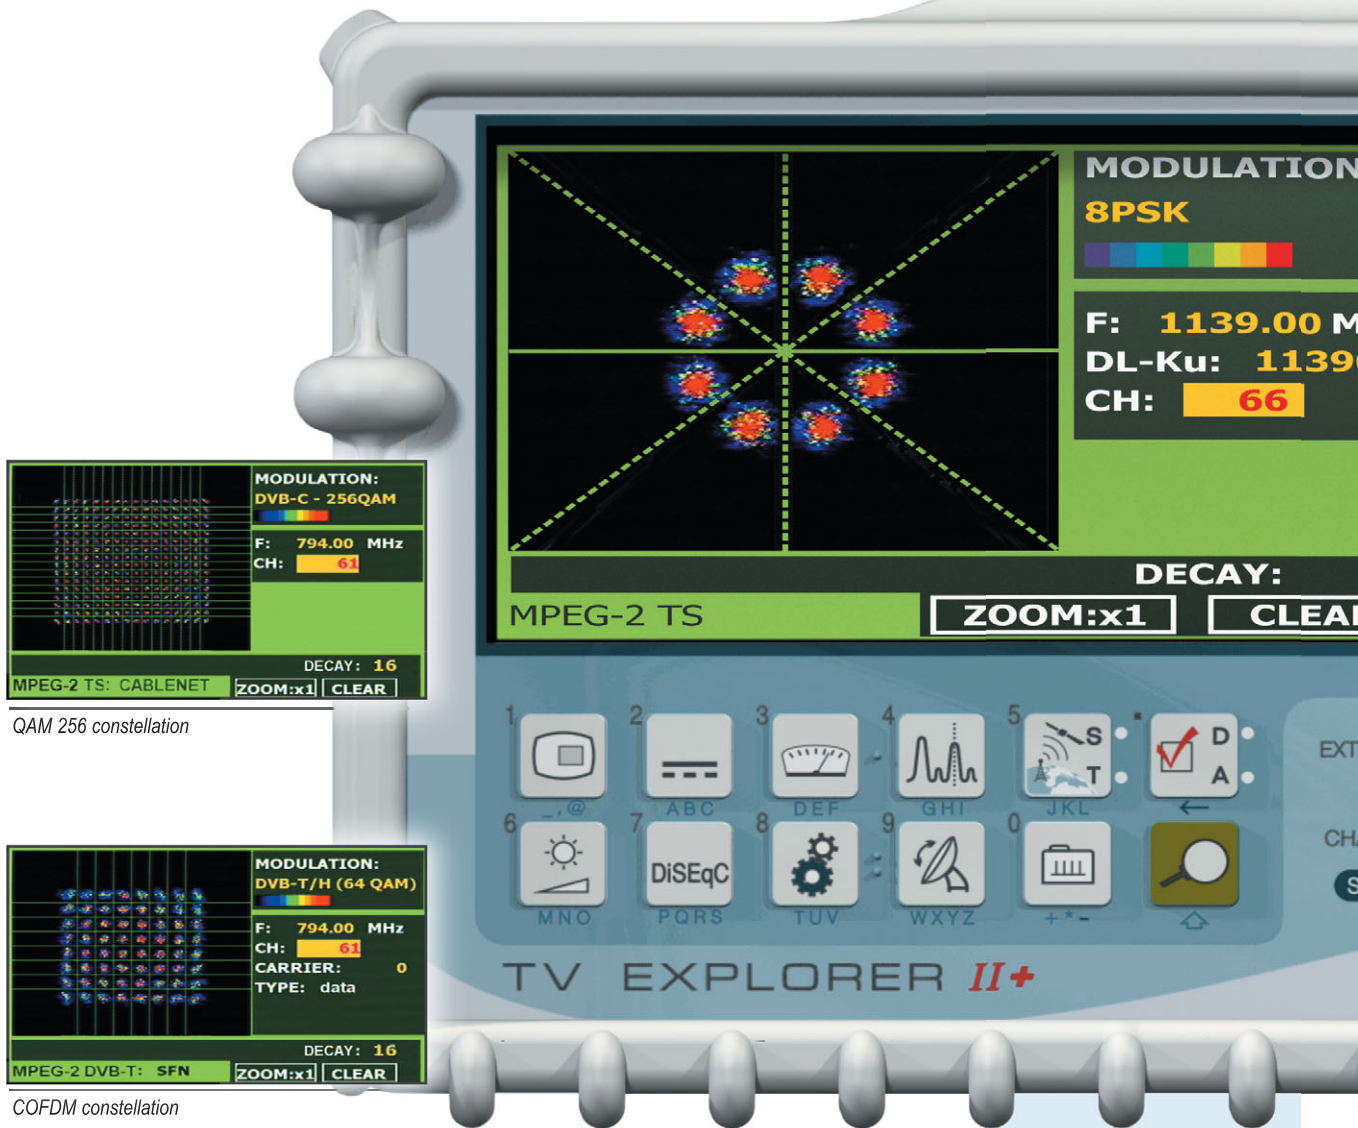 MODULATION
8PSK
F: 1139.00 M
DL-Ku: 1139
CH: 66
DECAY:
MPEG-2 TS ZOOM:x1 CLEAR
MODULATION:
DVB-C - 256QAM
F: 794.00 MHz
CH: 61
DECAY: 16
MPEG-2 TS: CABLENET ZOOM:x1 CLEAR
QAM 256 constellation
1 2 3 4 5
S
T
D
A
_,@ ABC DEF GHI JKL
EXT
6 7 8 9 0
DiSEqC
MNO PQRS TUV WXYZ +*-
CHA
S
TV EXPLORER II+
MODULATION:
DVB-T/H (64 QAM)
F: 794.00 MHz
CH: 61
CARRIER: 0
TYPE: data
DECAY: 16
MPEG-2 DVB-T: SFN ZOOM:x1 CLEAR
COFDM constellation